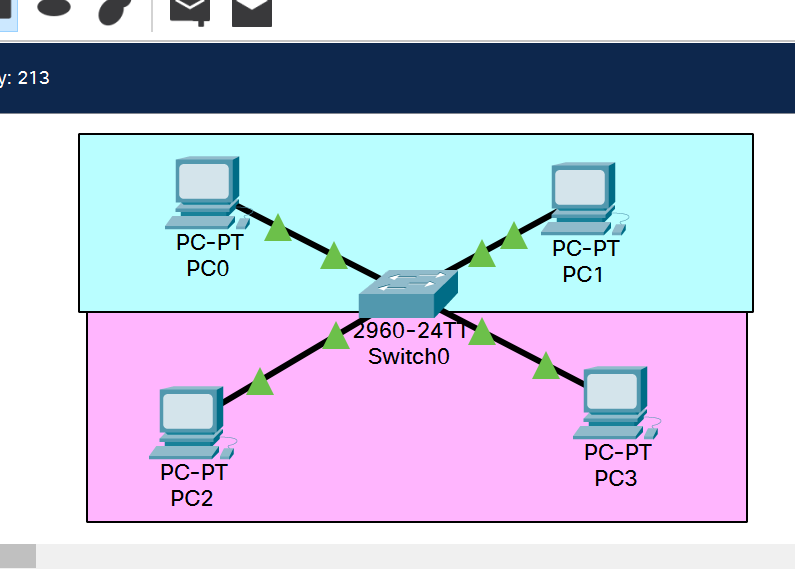 y: 213
PC-PT
PC0
PC-PT
PC1
2960-24TT
Switch0
PC-PT
PC2
PC-PT
PC3